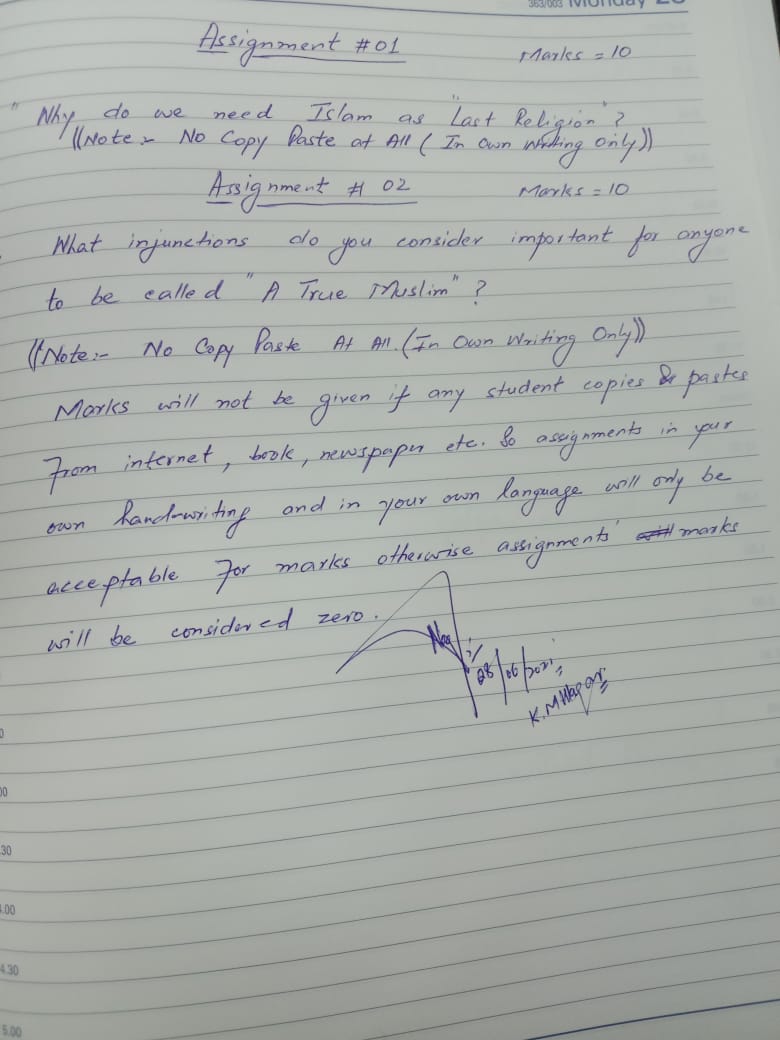 363/003 Monday
Assignment #01 Marks = 10
" Why do we need Islam as "Last Religion"?
((Note:- No Copy Paste at All (In Own Writing only))
Assignment # 02 Marks = 10
What injunctions do you consider important for anyone
to be called "A True Muslim"?
((Note:- No Copy Paste At All. (In Own Writing Only))
Marks will not be given if any student copies & pastes
From internet, book, newspaper etc. So assignments in your
own handwriting and in your own language will only be
acceptable For marks otherwise assignments' will marks
will be considered zero.
28/06/2021
K.M Waqar
30
.00
4.30
5.00